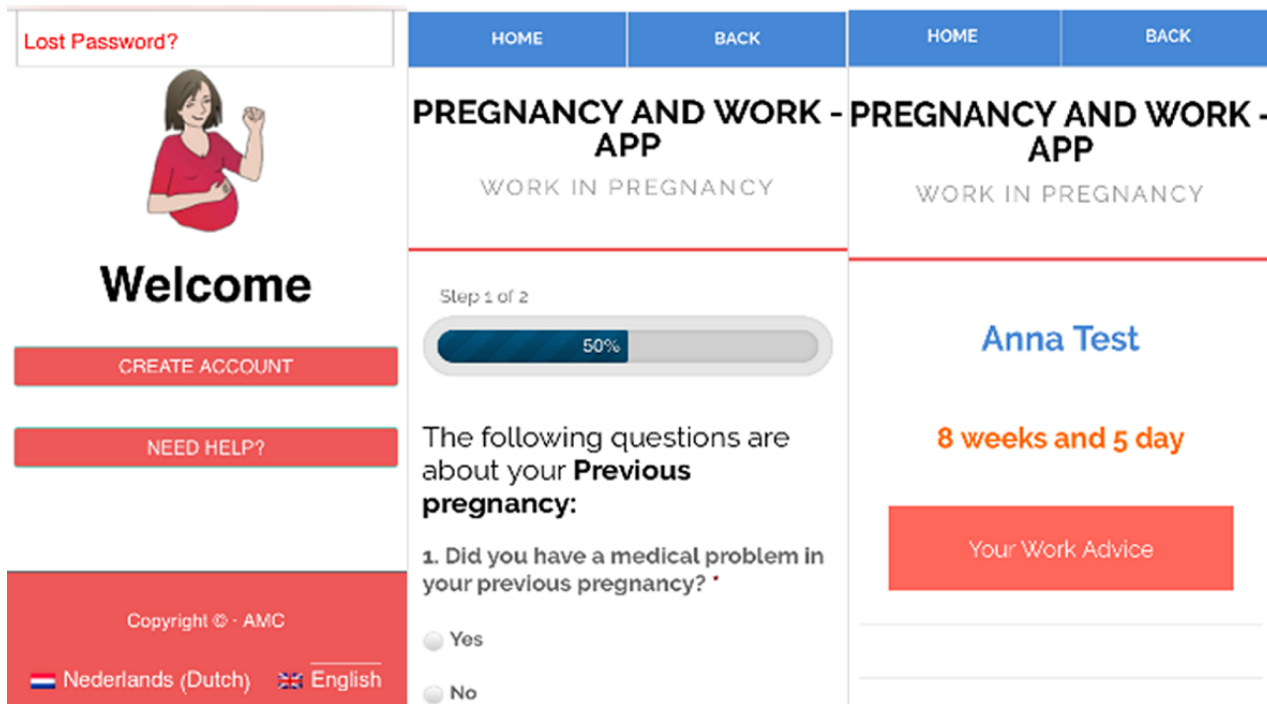 Lost Password?
Welcome
CREATE ACCOUNT
NEED HELP?
Copyright © - AMC
Nederlands (Dutch) English
HOME BACK
PREGNANCY AND WORK -
APP
WORK IN PREGNANCY
Step 1 of 2
50%
The following questions are
about your Previous
pregnancy:
1. Did you have a medical problem in
your previous pregnancy? *
Yes
No
HOME BACK
PREGNANCY AND WORK -
APP
WORK IN PREGNANCY
Anna Test
8 weeks and 5 day
Your Work Advice